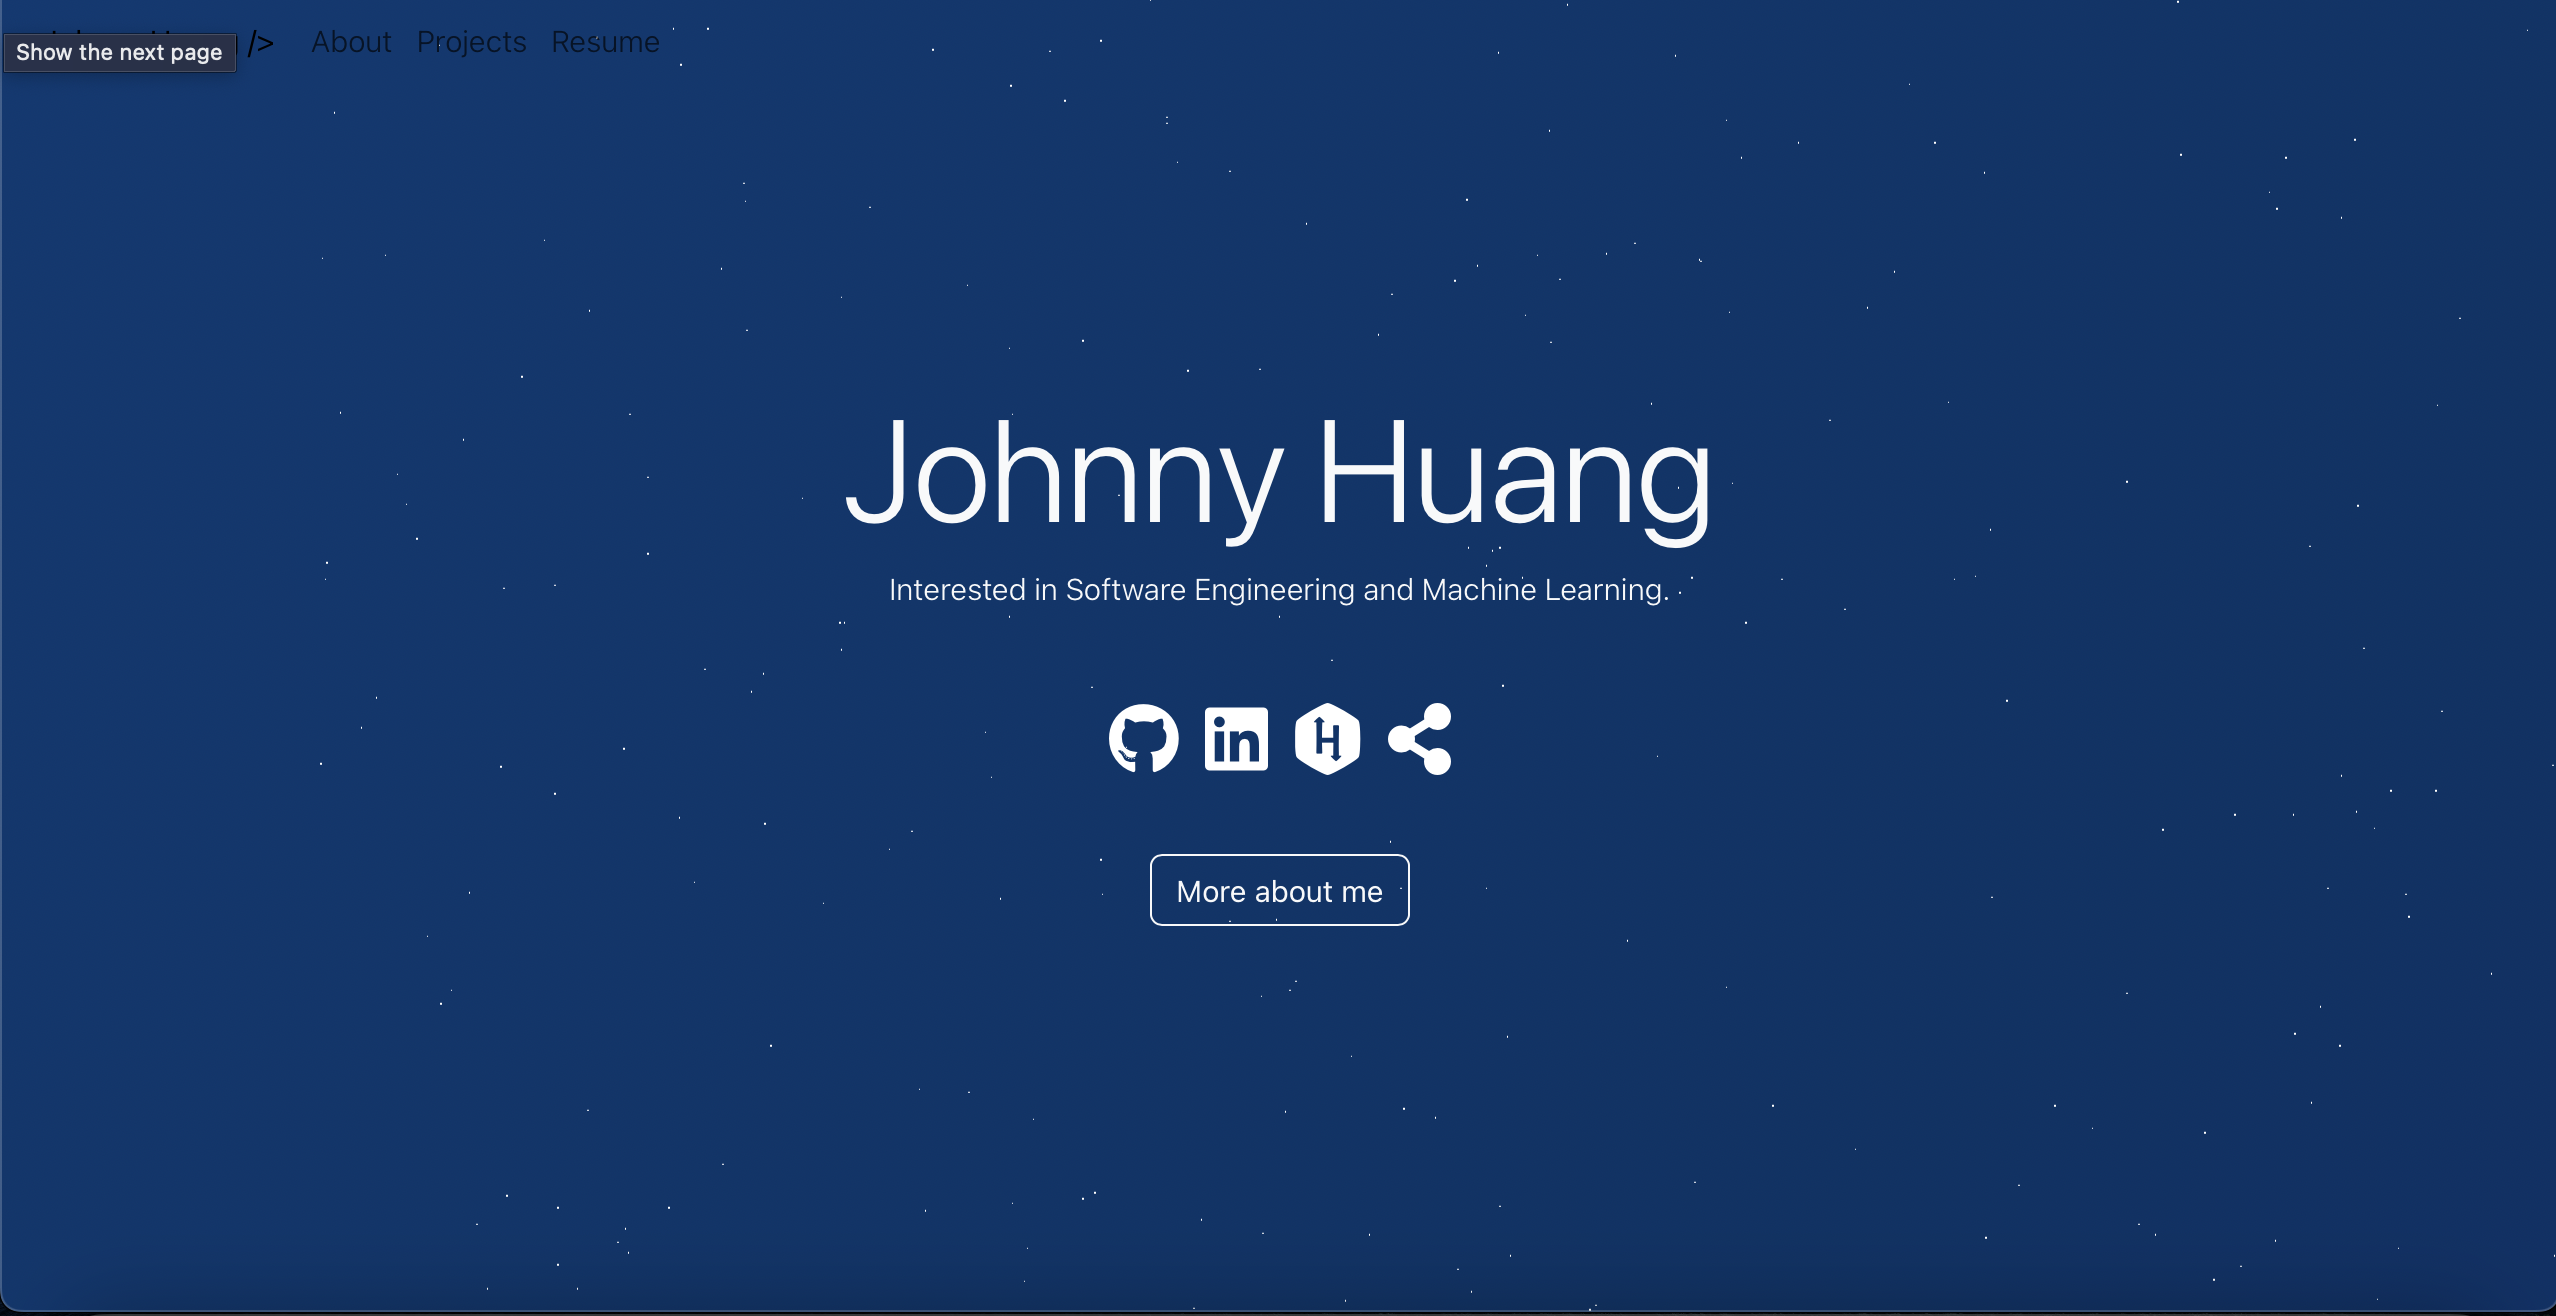 Show the next page /> About Projects Resume
Johnny Huang
Interested in Software Engineering and Machine Learning.
in H
More about me